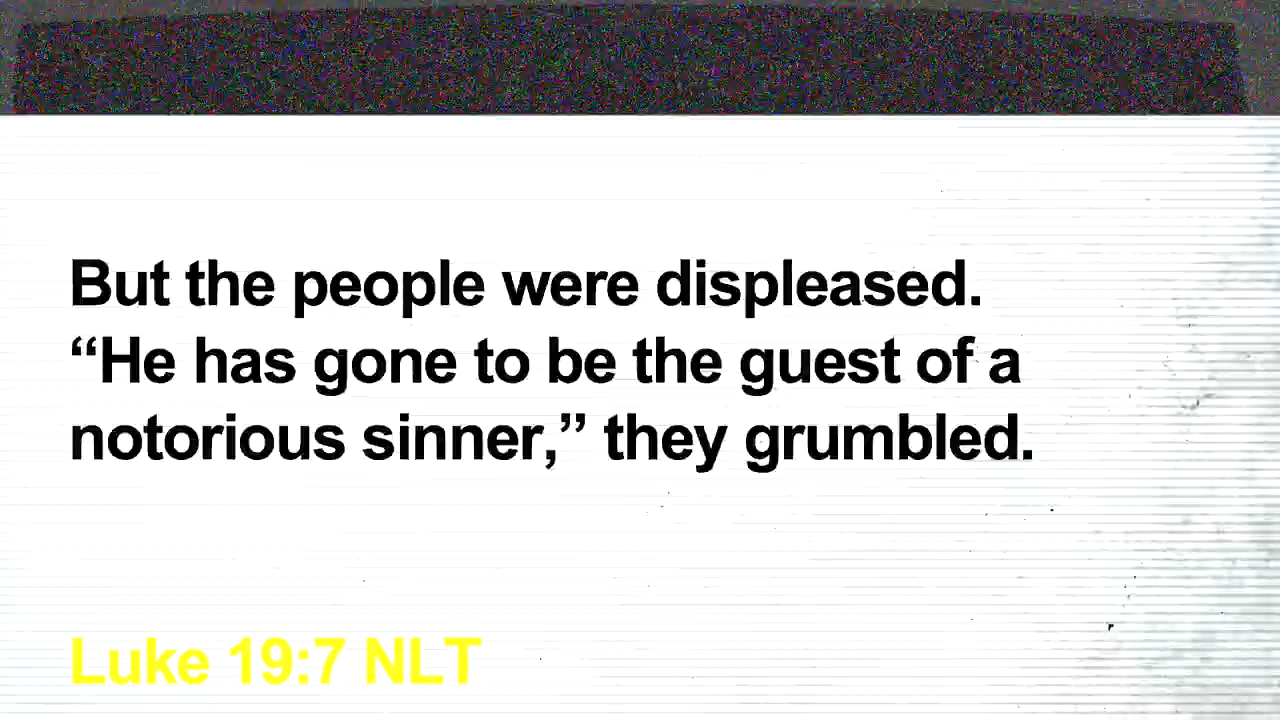 But the people were displeased.
“He has gone to be the guest of a
notorious sinner,” they grumbled.
Luke 19:7 NLT